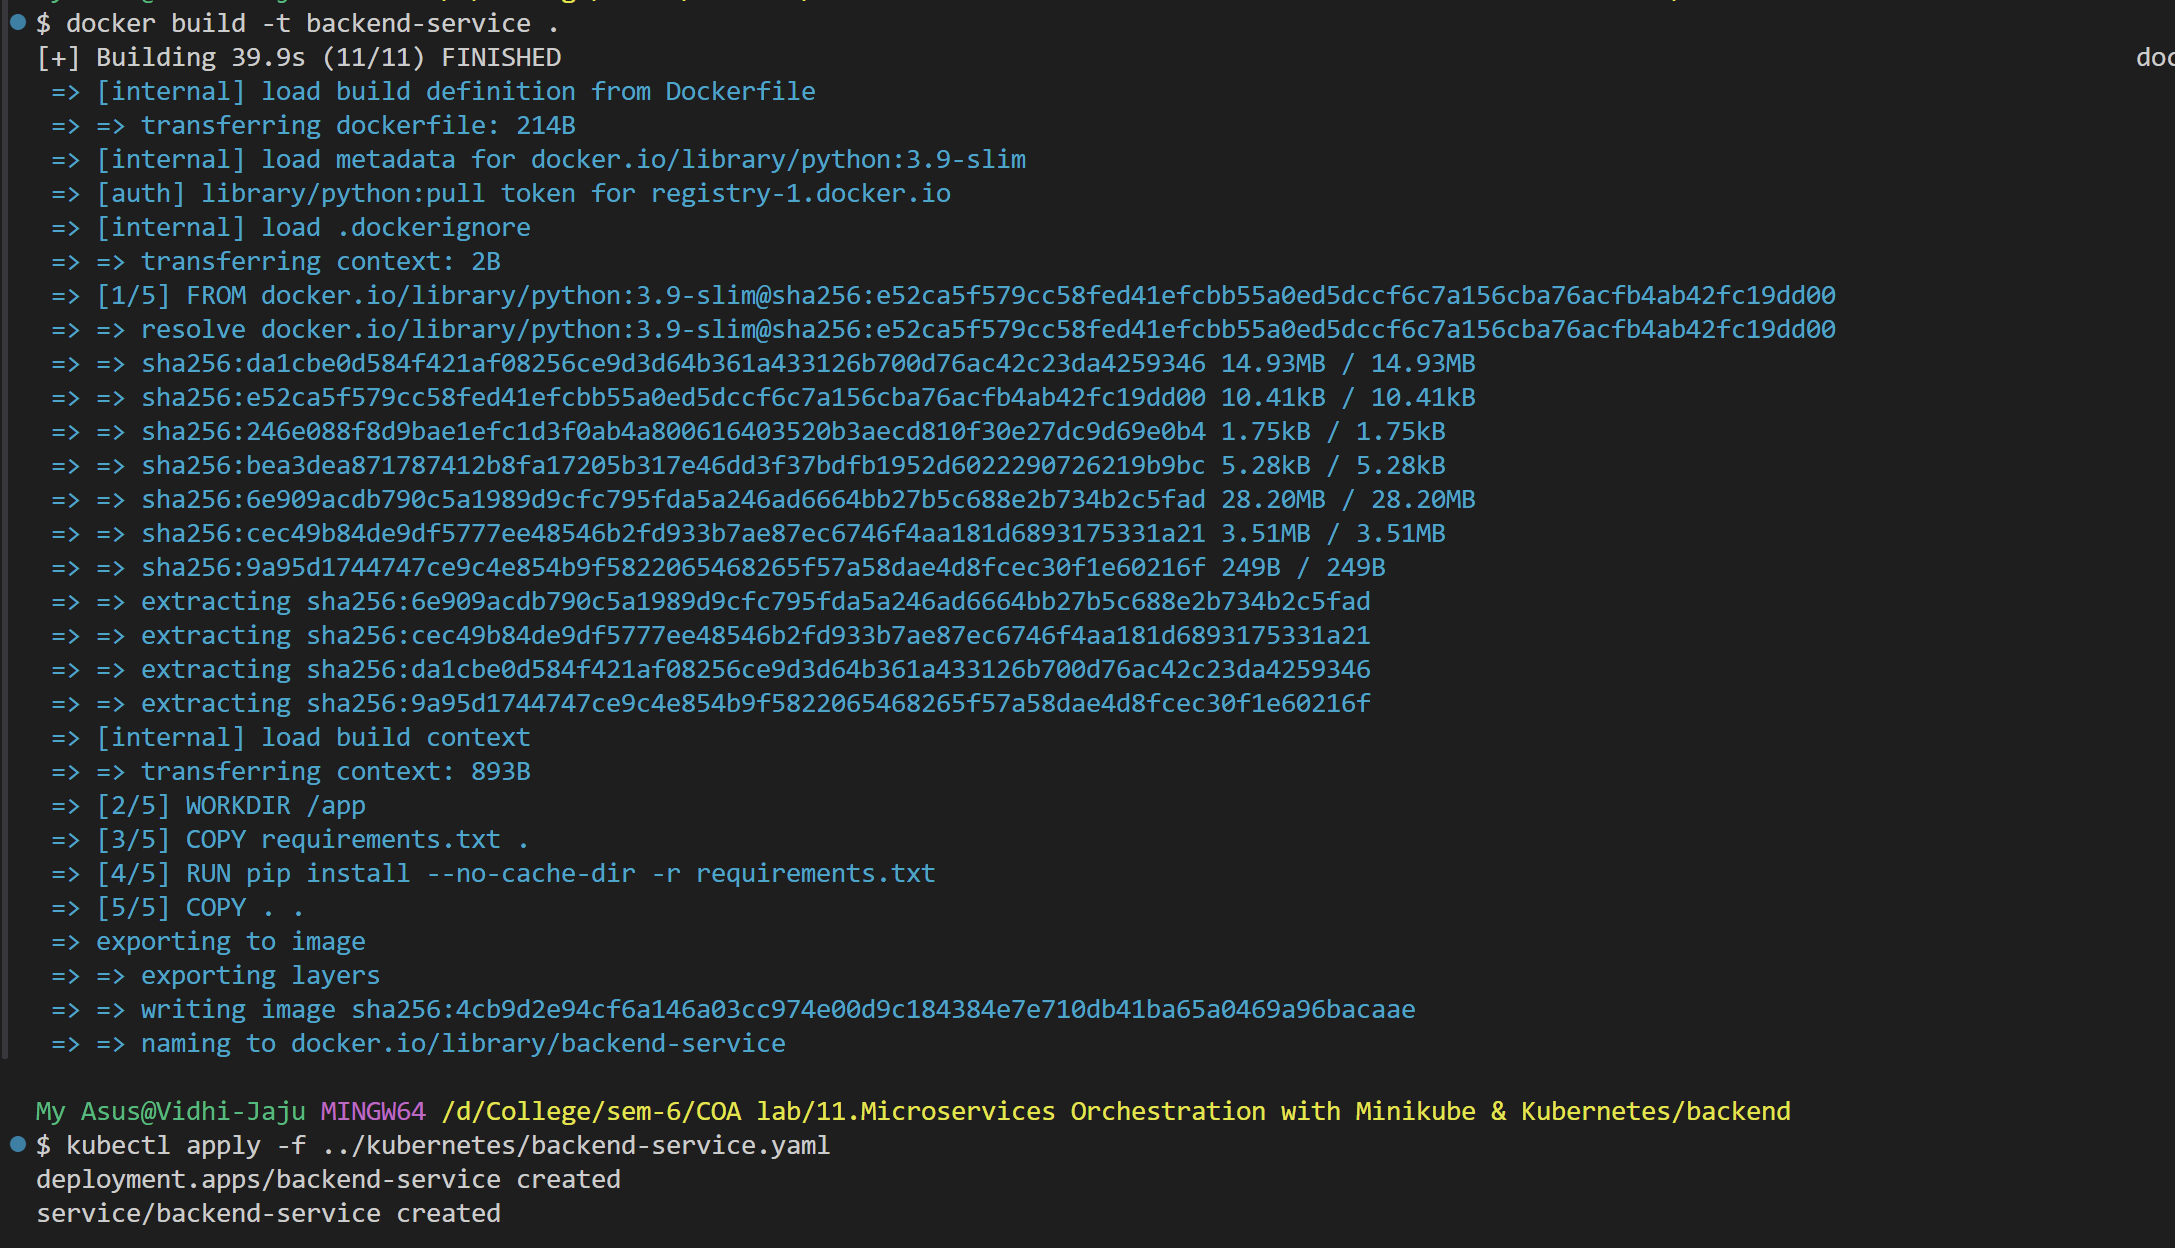 $ docker build -t backend-service .
[+] Building 39.9s (11/11) FINISHED
=> [internal] load build definition from Dockerfile
=> => transferring dockerfile: 214B
=> [internal] load metadata for docker.io/library/python:3.9-slim
=> [auth] library/python:pull token for registry-1.docker.io
=> [internal] load .dockerignore
=> => transferring context: 2B
=> [1/5] FROM docker.io/library/python:3.9-slim@sha256:e52ca5f579cc58fed41efcbb55a0ed5dccf6c7a156cba76acfb4ab42fc19dd00
=> => resolve docker.io/library/python:3.9-slim@sha256:e52ca5f579cc58fed41efcbb55a0ed5dccf6c7a156cba76acfb4ab42fc19dd00
=> => sha256:da1cbe0d584f421af08256ce9d3d64b361a433126b700d76ac42c23da4259346 14.93MB / 14.93MB
=> => sha256:e52ca5f579cc58fed41efcbb55a0ed5dccf6c7a156cba76acfb4ab42fc19dd00 10.41kB / 10.41kB
=> => sha256:246e088f8d9bae1efc1d3f0ab4a800616403520b3aecd810f30e27dc9d69e0b4 1.75kB / 1.75kB
=> => sha256:bea3dea871787412b8fa17205b317e46dd3f37bdfb1952d6022290726219b9bc 5.28kB / 5.28kB
=> => sha256:6e909acdb790c5a1989d9cfc795fda5a246ad6664bb27b5c688e2b734b2c5fad 28.20MB / 28.20MB
=> => sha256:cec49b84de9df5777ee48546b2fd933b7ae87ec6746f4aa181d6893175331a21 3.51MB / 3.51MB
=> => sha256:9a95d1744747ce9c4e854b9f5822065468265f57a58dae4d8fcec30f1e60216f 249B / 249B
=> => extracting sha256:6e909acdb790c5a1989d9cfc795fda5a246ad6664bb27b5c688e2b734b2c5fad
=> => extracting sha256:cec49b84de9df5777ee48546b2fd933b7ae87ec6746f4aa181d6893175331a21
=> => extracting sha256:da1cbe0d584f421af08256ce9d3d64b361a433126b700d76ac42c23da4259346
=> => extracting sha256:9a95d1744747ce9c4e854b9f5822065468265f57a58dae4d8fcec30f1e60216f
=> [internal] load build context
=> => transferring context: 893B
=> [2/5] WORKDIR /app
=> [3/5] COPY requirements.txt .
=> [4/5] RUN pip install --no-cache-dir -r requirements.txt
=> [5/5] COPY . .
=> exporting to image
=> => exporting layers
=> => writing image sha256:4cb9d2e94cf6a146a03cc974e00d9c184384e7e710db41ba65a0469a96bacaae
=> => naming to docker.io/library/backend-service
My Asus@Vidhi-Jaju MINGW64 /d/College/sem-6/COA lab/11.Microservices Orchestration with Minikube & Kubernetes/backend
$ kubectl apply -f ../kubernetes/backend-service.yaml
deployment.apps/backend-service created
service/backend-service created